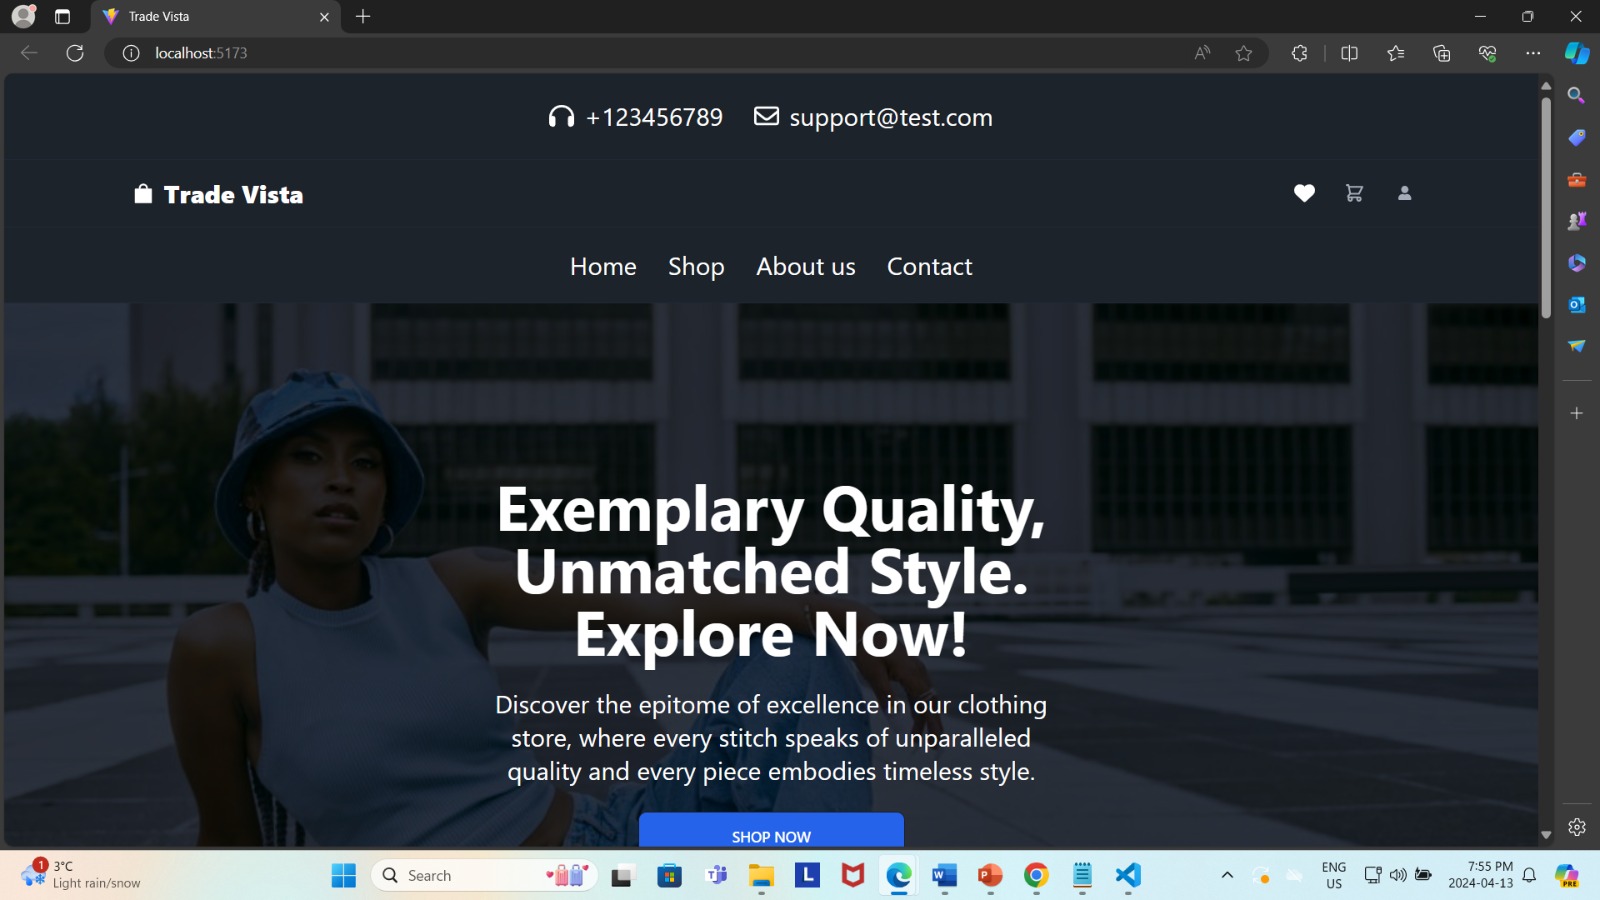 Trade Vista
localhost:5173
+123456789 support@test.com
Trade Vista
Home Shop About us Contact
Exemplary Quality,
Unmatched Style.
Explore Now!
Discover the epitome of excellence in our clothing
store, where every stitch speaks of unparalleled
quality and every piece embodies timeless style.
SHOP NOW
1
3°C
Light rain/snow
Search
ENG
US
7:55 PM
2024-04-13
PRE